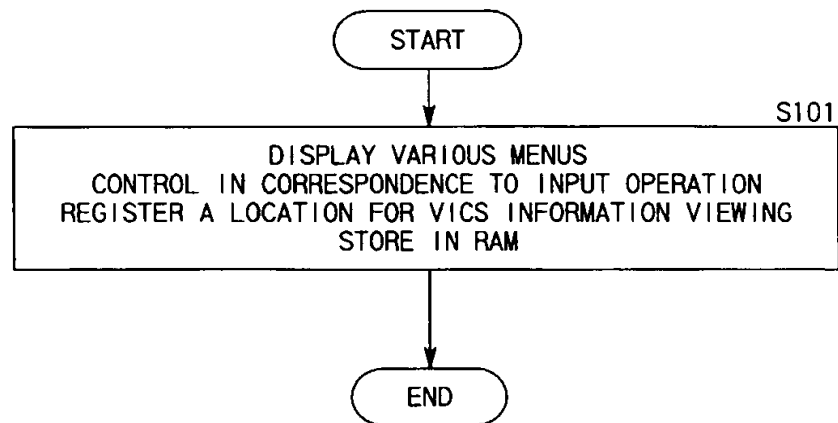 START
S101
DISPLAY VARIOUS MENUS
CONTROL IN CORRESPONDENCE TO INPUT OPERATION
REGISTER A LOCATION FOR VICS INFORMATION VIEWING
STORE IN RAM
END